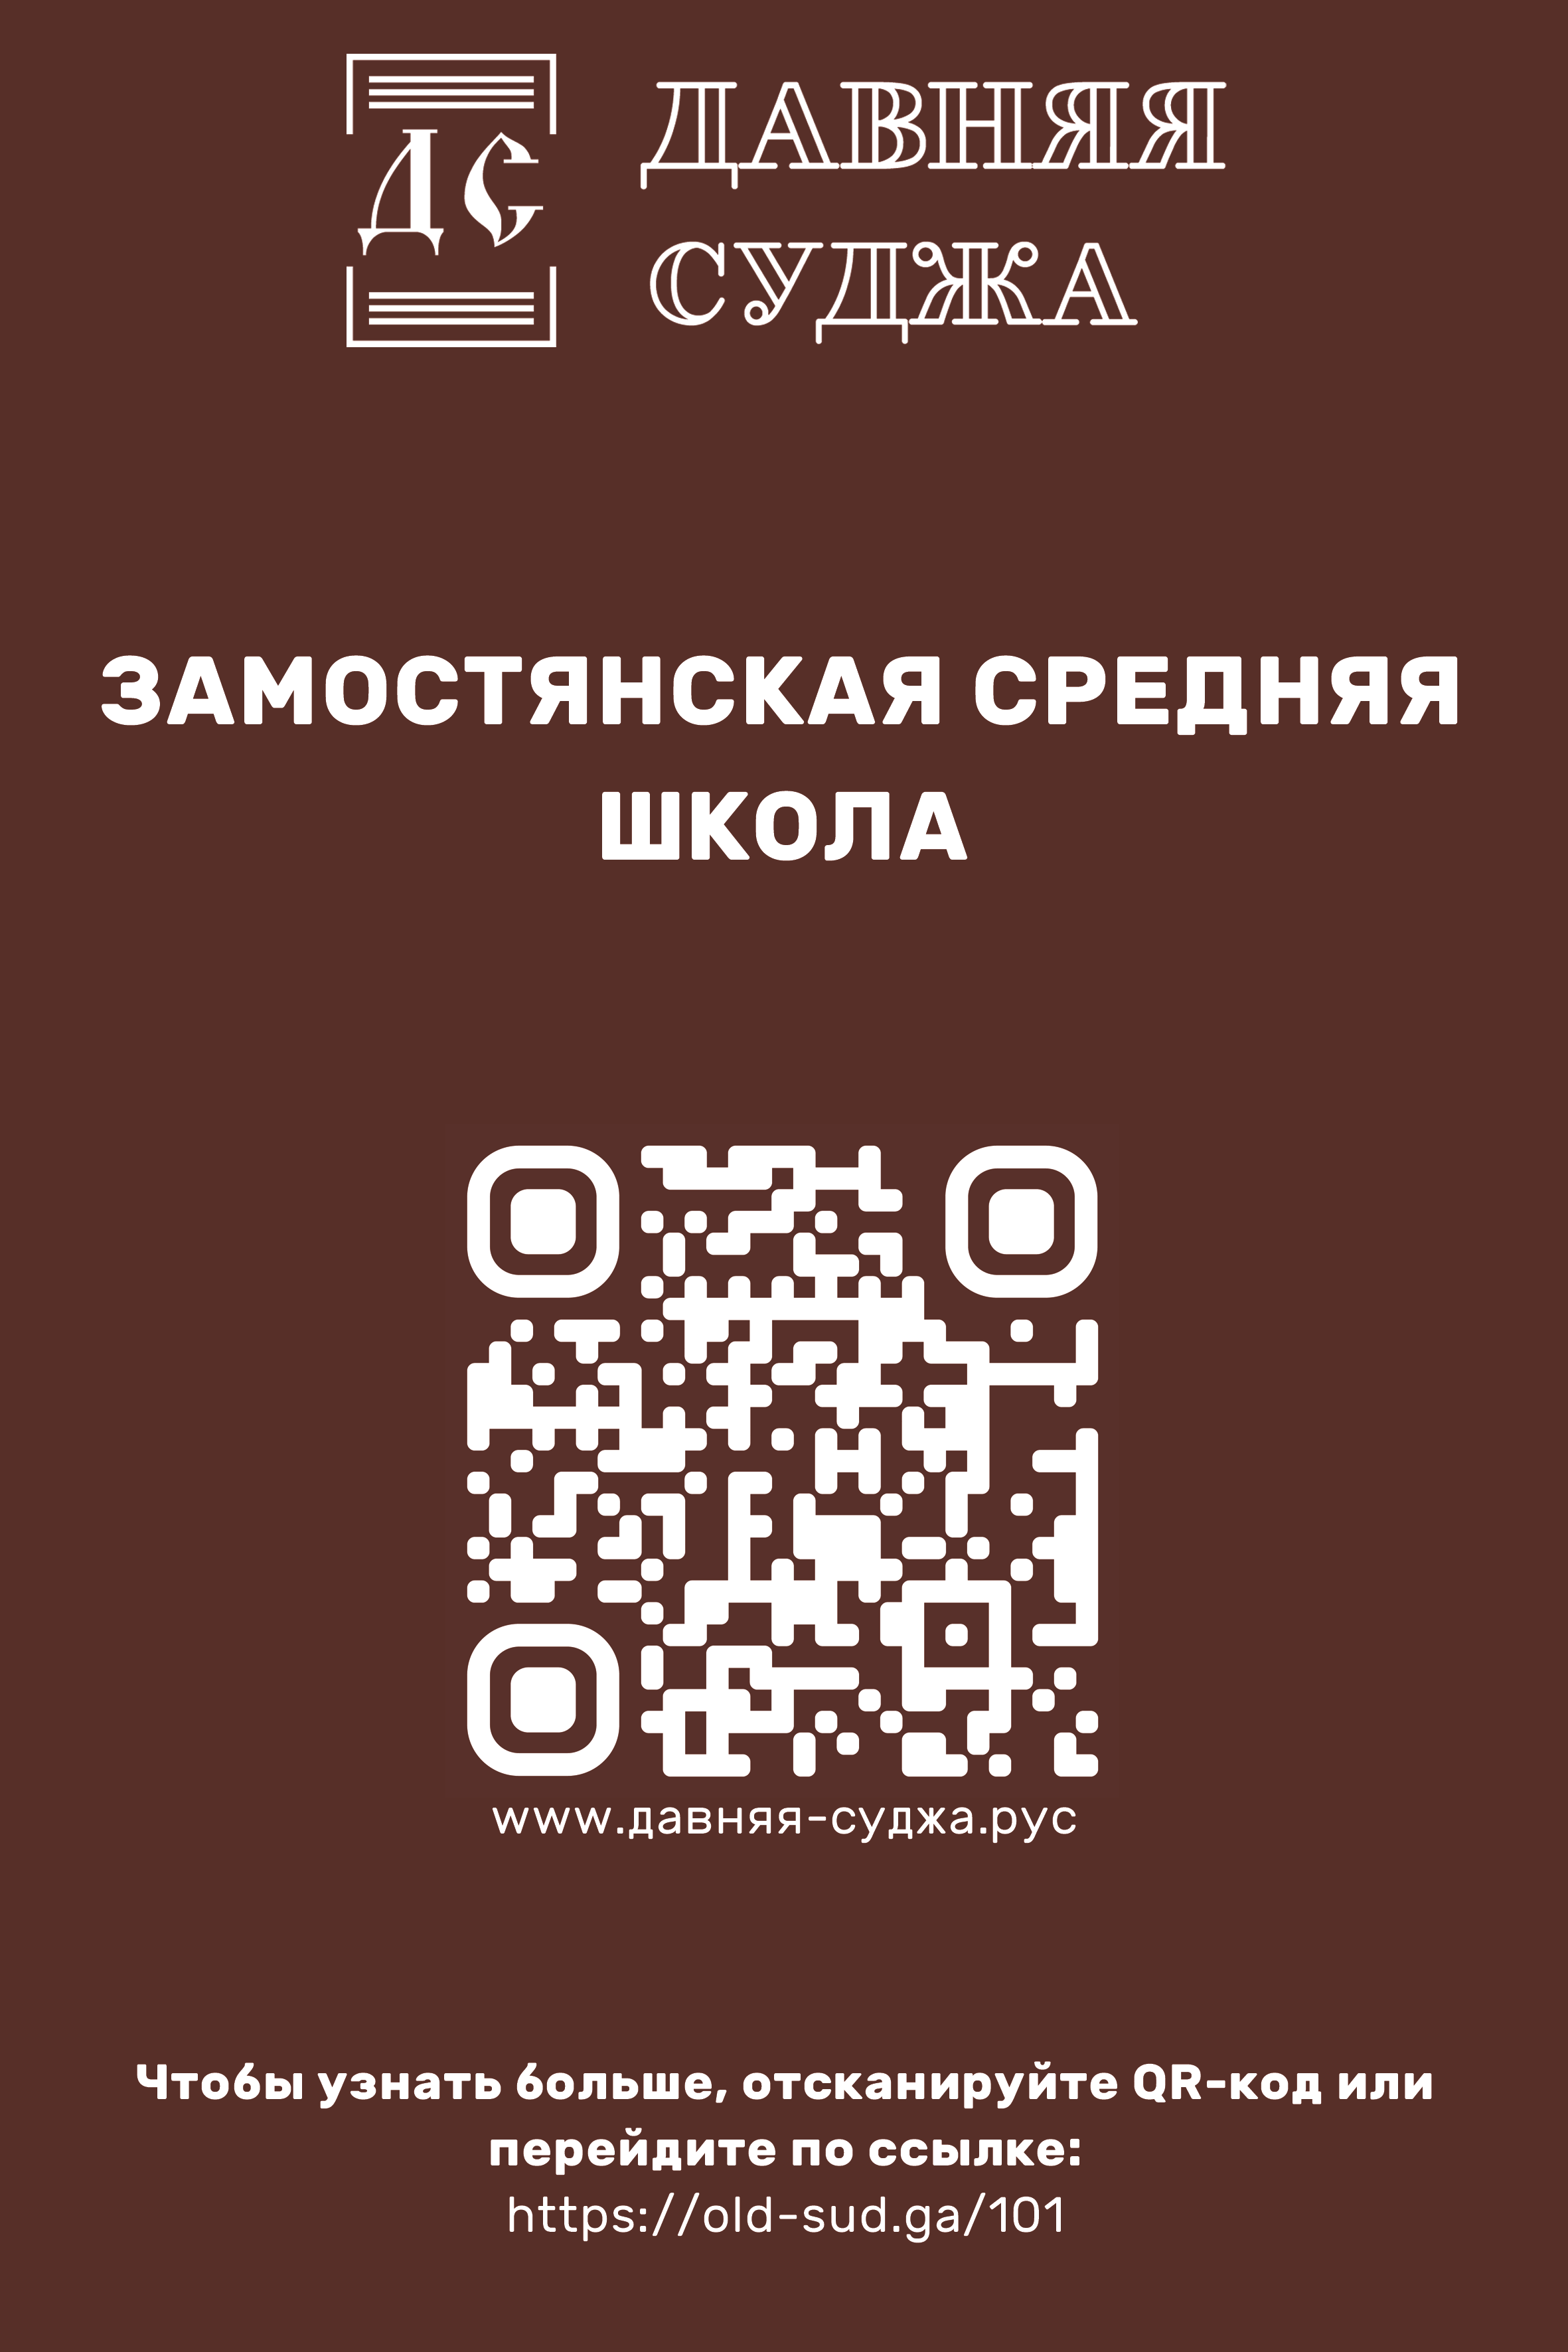 ДС
ДАВНЯЯ
СУДЖА
ЗАМОСТЯНСКАЯ СРЕДНЯЯ
ШКОЛА
www.давняя-суджа.рус
Чтобы узнать больше, отсканируйте QR-код или
перейдите по ссылке:
https://old-sud.ga/101